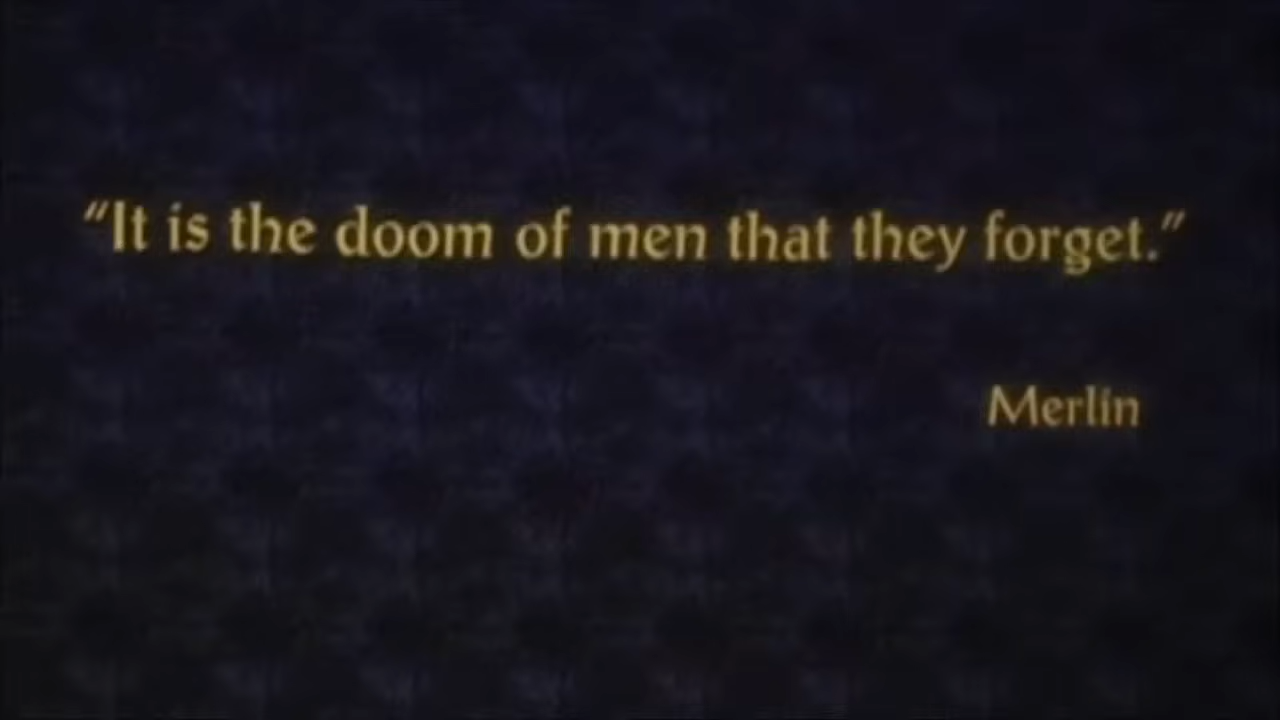 “It is the doom of men that they forget.”
Merlin